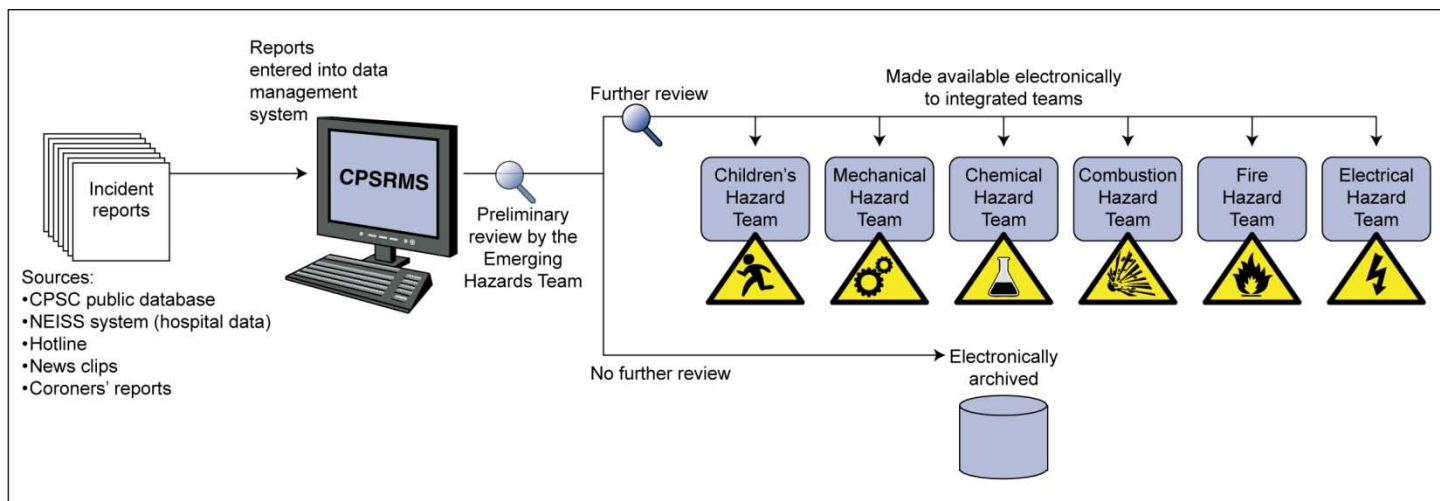 Reports
entered into data
management
system
Incident
reports
Sources:
•CPSC public database
•NEISS system (hospital data)
•Hotline
•News clips
•Coroners' reports
CPSRMS
Preliminary
review by the
Emerging
Hazards Team
Further review
Made available electronically
to integrated teams
Children's
Hazard
Team
Mechanical
Hazard
Team
Chemical
Hazard
Team
Combustion
Hazard
Team
Fire
Hazard
Team
Electrical
Hazard
Team
No further review
Electronically
archived